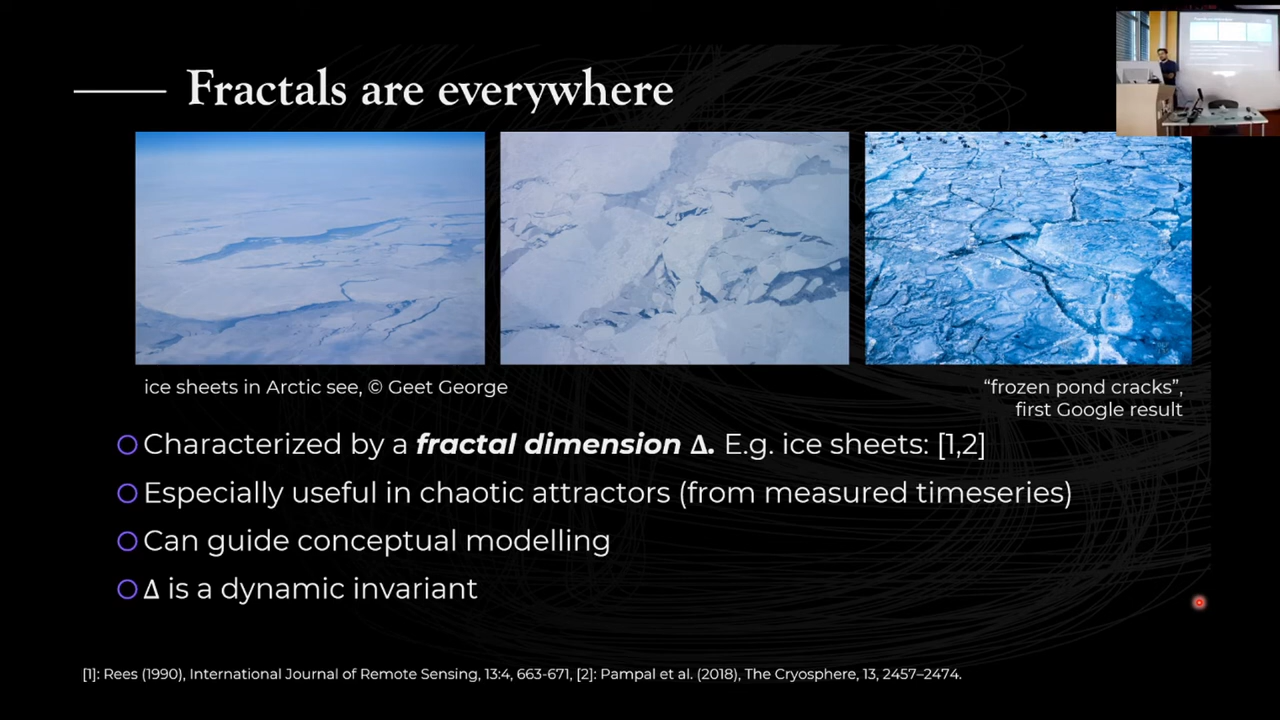 Fractals are everywhere
ice sheets in Arctic see, © Geet George
“frozen pond cracks”,
first Google result
Characterized by a fractal dimension Δ. E.g. ice sheets: [1,2]
Especially useful in chaotic attractors (from measured timeseries)
Can guide conceptual modelling
Δ is a dynamic invariant
[1]: Rees (1990), International Journal of Remote Sensing, 13:4, 663-671, [2]: Pampal et al. (2018), The Cryosphere, 13, 2457–2474.